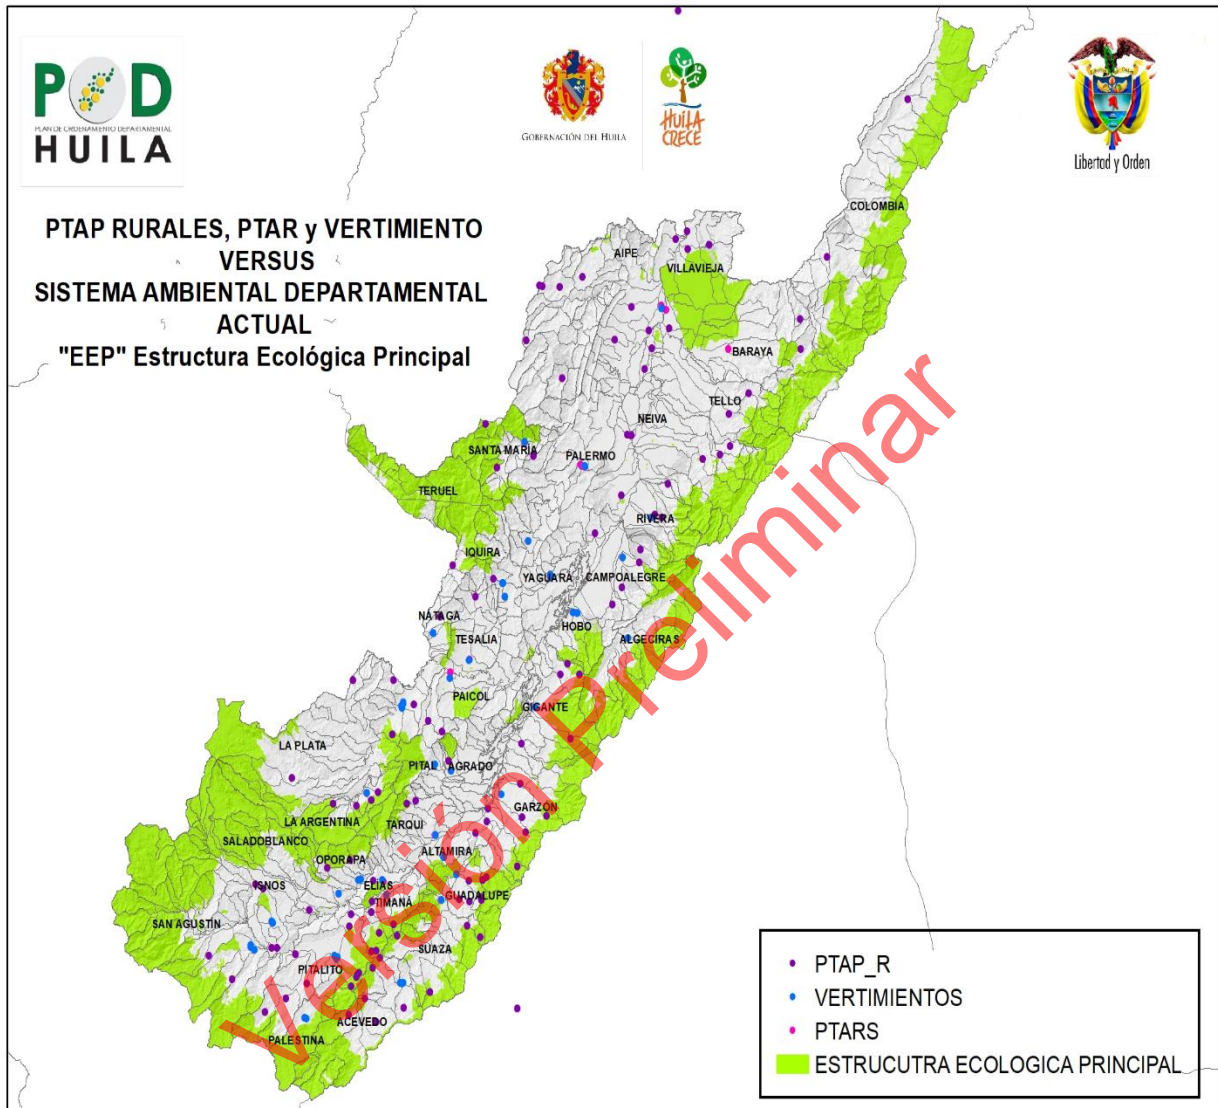 POD
PLAN DE ORDENAMIENTO DEPARTAMENTAL
HUILA
GOBERNACIÓN DEL HUILA
HUILA
CRECE
Libertad y Orden
PTAP RURALES, PTAR y VERTIMIENTO
VERSUS
SISTEMA AMBIENTAL DEPARTAMENTAL
ACTUAL
"EEP" Estructura Ecológica Principal
COLOMBIA
AIPE
VILLAVIEJA
BARAYA
TELLO
NEIVA
SANTA MARIA
PALERMO
TERUEL
RIVERA
IQUIRA
YAGUARA
CAMPOALEGRE
NÁTAGA
HOBO
TESALIA
ALGECIRAS
PAICOL
GIGANTE
LA PLATA
PITAL
AGRADO
GARZÓN
LA ARGENTINA
TARQUI
SALADOBLANCO
ALTAMIRA
OPORAPA
ISNOS
ELIAS
GUADALUPE
TIMANÁ
SAN AGUSTÍN
SUAZA
PITALITO
ACEVEDO
PALESTINA
Versión Preliminar
PTAP_R
VERTIMIENTOS
PTARS
ESTRUCUTRA ECOLOGICA PRINCIPAL